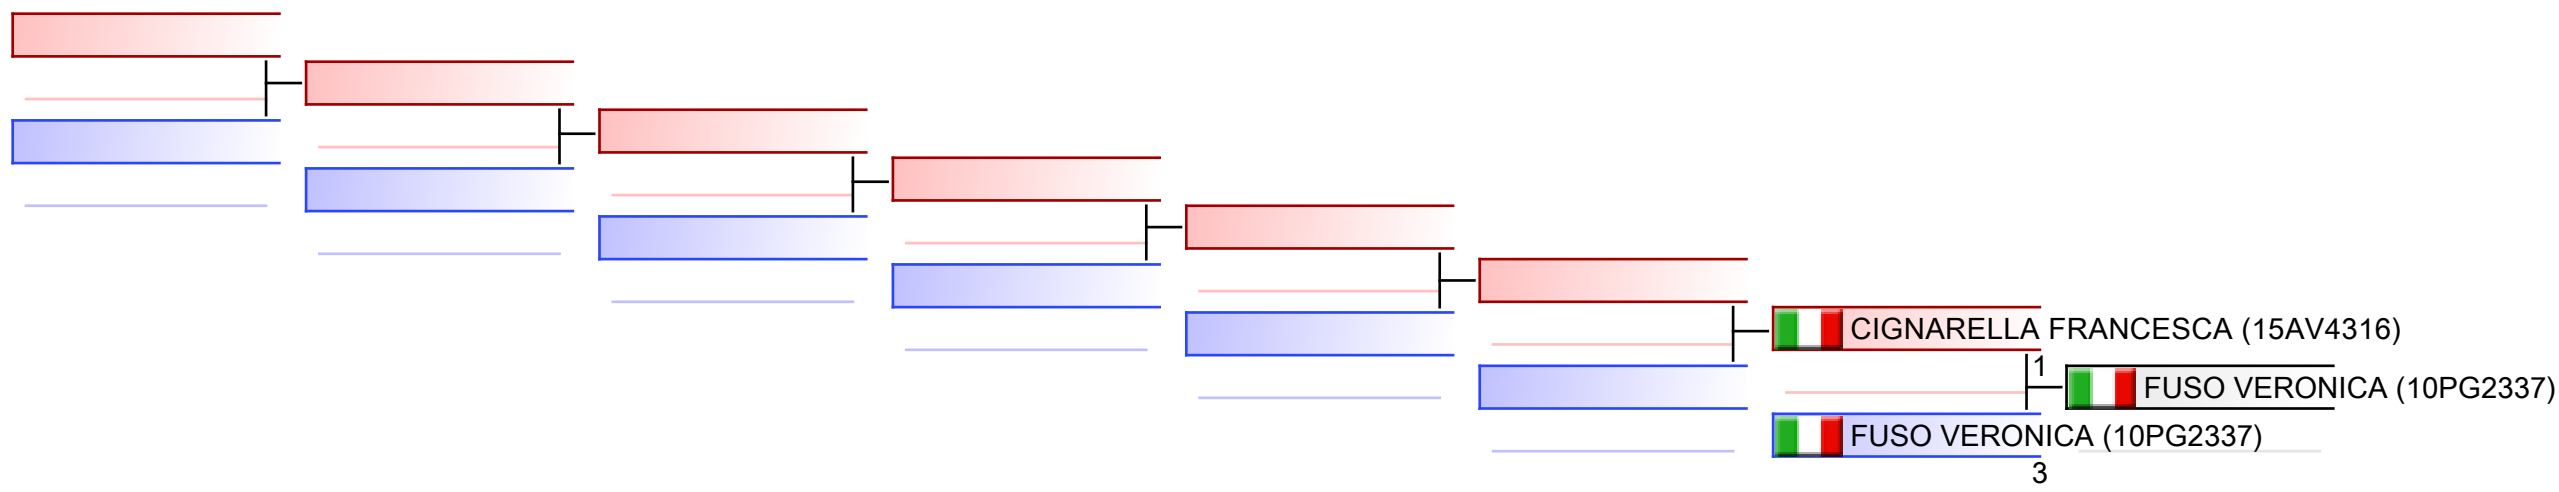 CIGNARELLA FRANCESCA (15AV4316)
1
FUSO VERONICA (10PG2337)
FUSO VERONICA (10PG2337)
3